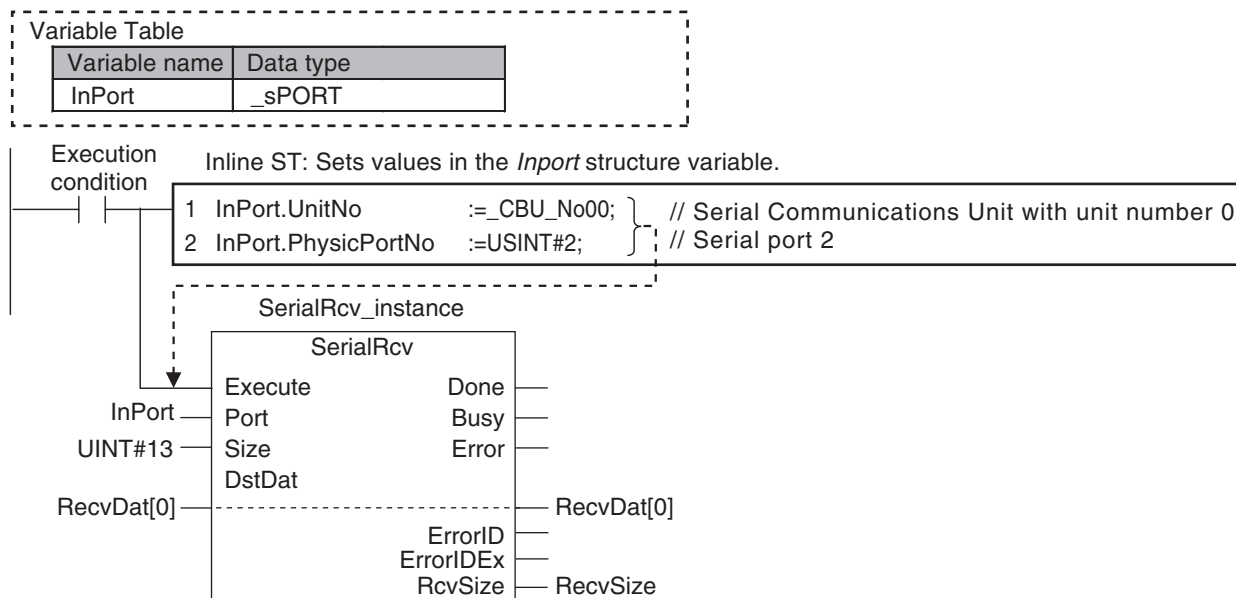 Variable Table
Variable name Data type
InPort _sPORT
Execution
condition
Inline ST: Sets values in the Inport structure variable.
1 InPort.UnitNo :=_CBU_No00; // Serial Communications Unit with unit number 0
2 InPort.PhysicPortNo :=USINT#2; // Serial port 2
SerialRcv_instance
SerialRcv
Execute Done
InPort Port Busy
UINT#13 Size Error
DstDat
RecvDat[0] RecvDat[0]
ErrorID
ErrorIDEx
RcvSize RecvSize